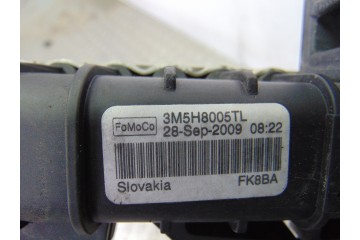 FoMoCo
3M5H8005TL
28-Sep-2009 08:22
Slovakia FK8BA